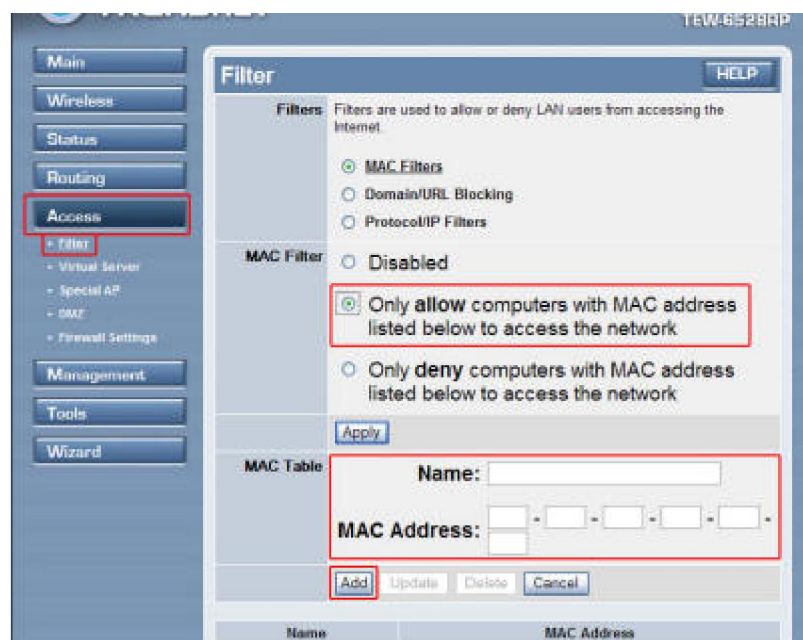 TRENDNET
TEW-652BRP
Main
Wireless
Status
Routing
Access
Filter
Virtual Server
Special AP
DMZ
Firewall Settings
Management
Tools
Wizard
Filter
HELP
Filters
Filters are used to allow or deny LAN users from accessing the
Internet.
MAC Filters
Domain/URL Blocking
Protocol/IP Filters
MAC Filter
Disabled
Only allow computers with MAC address
listed below to access the network
Only deny computers with MAC address
listed below to access the network
Apply
MAC Table
Name:
MAC Address: - - - - -
Add Update Delete Cancel
Name MAC Address